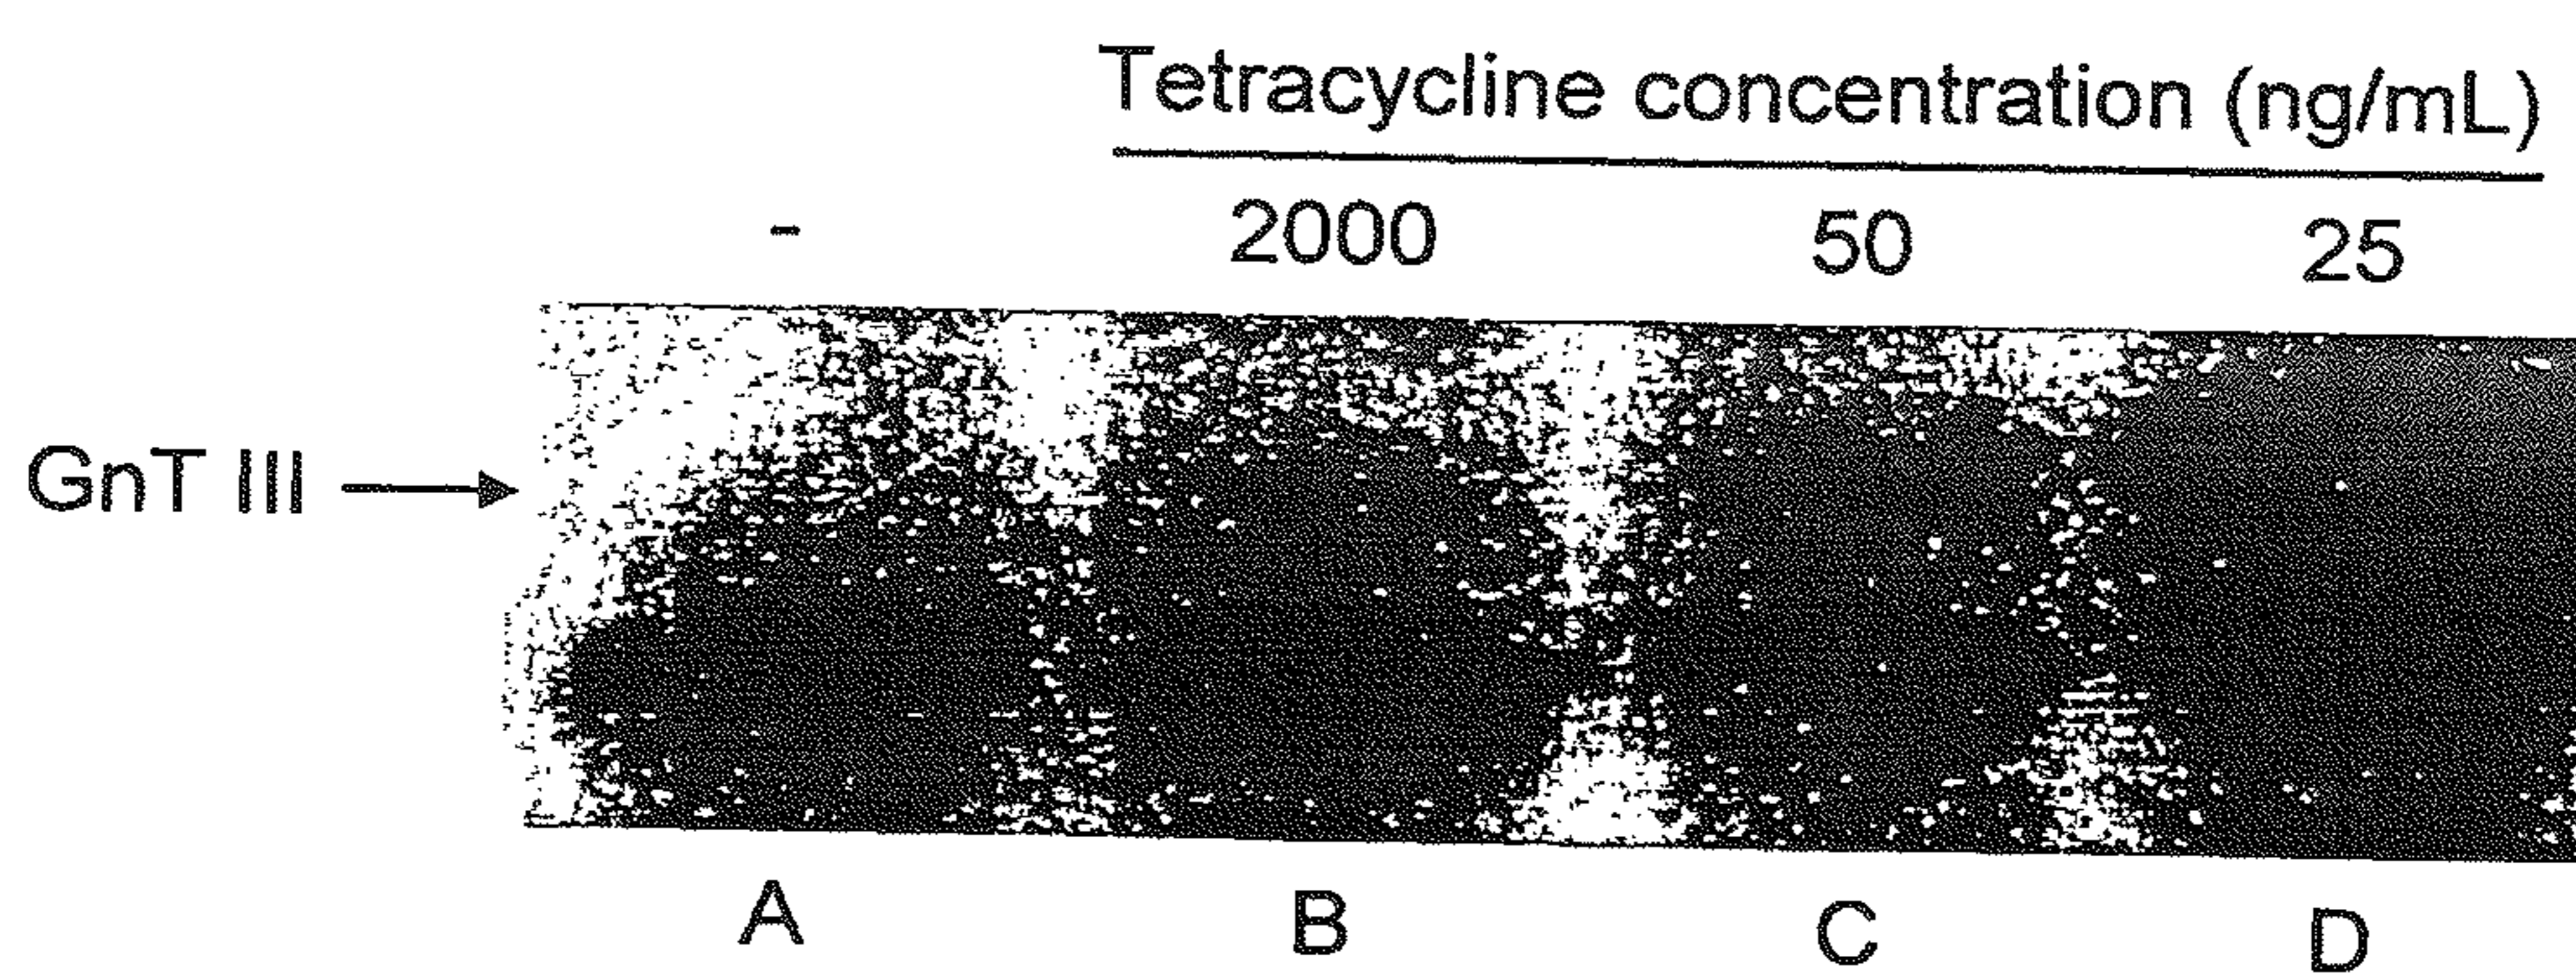 Tetracycline concentration (ng/mL)
- 2000 50 25
GnT III
A B C D